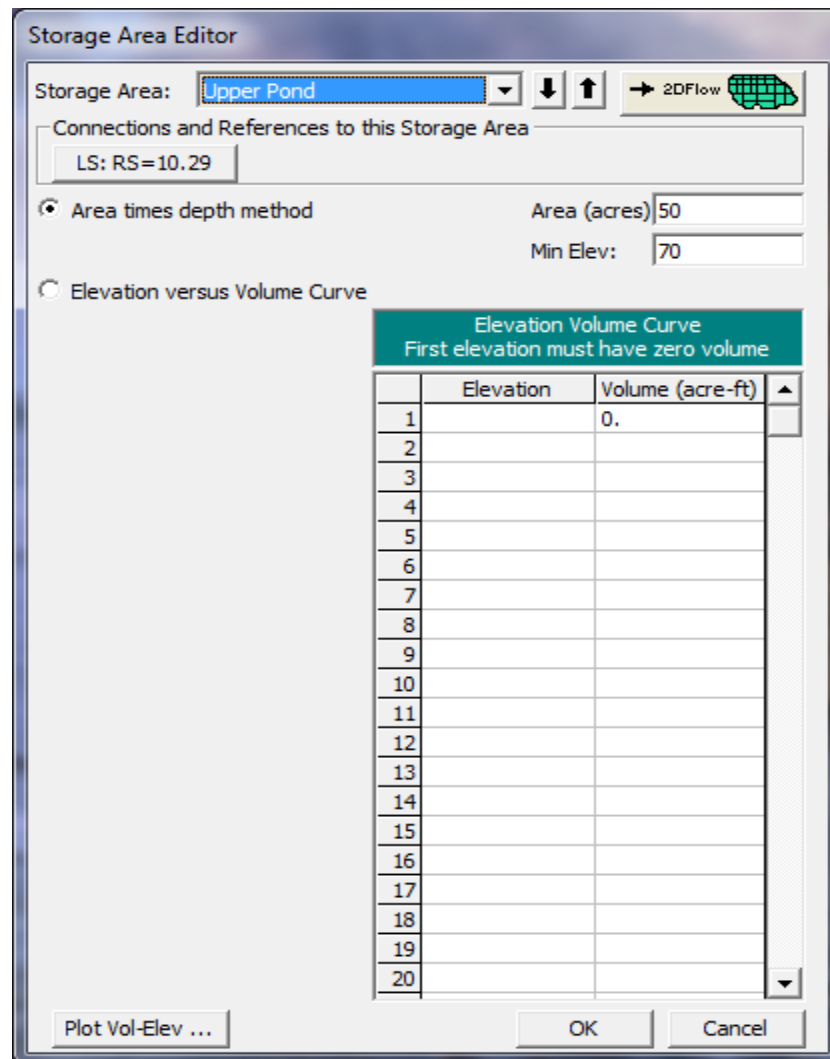 Storage Area Editor
Storage Area: Upper Pond 2DFlow
Connections and References to this Storage Area
LS: RS=10.29
Area times depth method Area (acres) 50
Min Elev: 70
Elevation versus Volume Curve
Elevation Volume Curve
First elevation must have zero volume
Elevation Volume (acre-ft)
1 0.
2
3
4
5
6
7
8
9
10
11
12
13
14
15
16
17
18
19
20
Plot Vol-Elev ... OK Cancel